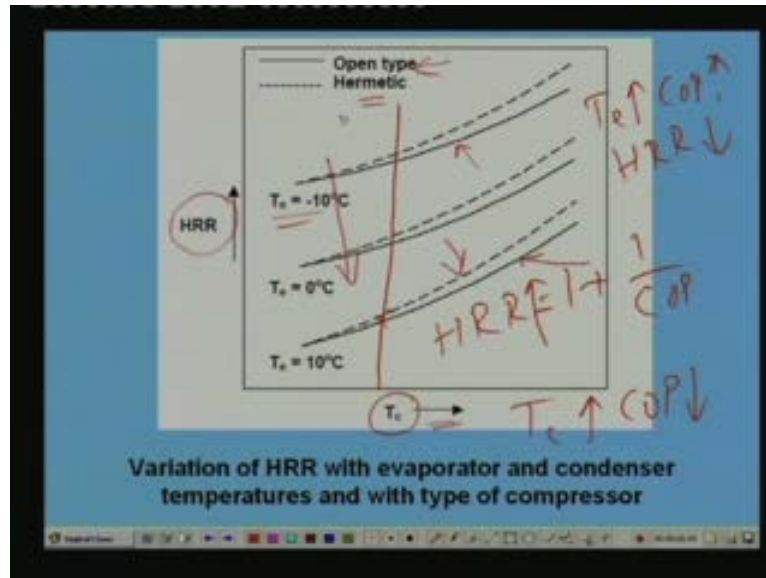 Open type
Hermetic
Te ↑ COP ↑
HRR ↓
Te = -10°C
HRR
Te = 0°C
HRR ↑ = 1 + 1/COP
Te = 10°C
Tc
Tc ↑ COP ↓
Variation of HRR with evaporator and condenser
temperatures and with type of compressor